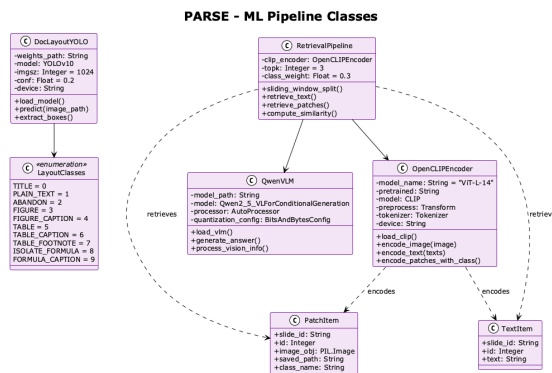 PARSE - ML Pipeline Classes
C DocLayoutYOLO
-weights_path: String
-model: YOLOv10
-imgsz: Integer = 1024
-conf: Float = 0.2
-device: String
+load_model()
+predict(image_path)
+extract_boxes()
C «enumeration»
LayoutClasses
TITLE = 0
PLAIN_TEXT = 1
ABANDON = 2
FIGURE = 3
FIGURE_CAPTION = 4
TABLE = 5
TABLE_CAPTION = 6
TABLE_FOOTNOTE = 7
ISOLATE_FORMULA = 8
FORMULA_CAPTION = 9
C RetrievalPipeline
-clip_encoder: OpenCLIPEncoder
-topk: Integer = 3
-class_weight: Float = 0.3
+sliding_window_split()
+retrieve_text()
+retrieve_patches()
+compute_similarity()
C QwenVLM
-model_path: String
-model: Qwen2_5_VLForConditionalGeneration
-processor: AutoProcessor
-quantization_config: BitsAndBytesConfig
+load_vlm()
+generate_answer()
+process_vision_info()
C OpenCLIPEncoder
-model_name: String = "ViT-L-14"
-pretrained: String
-model: CLIP
-preprocess: Transform
-tokenizer: Tokenizer
-device: String
+load_clip()
+encode_image(image)
+encode_text(texts)
+encode_patches_with_class()
retrieves
retriev
encodes
encodes
C PatchItem
+slide_id: String
+id: Integer
+image_obj: PIL.Image
+saved_path: String
+class_name: String
C TextItem
+slide_id: String
+id: Integer
+text: String